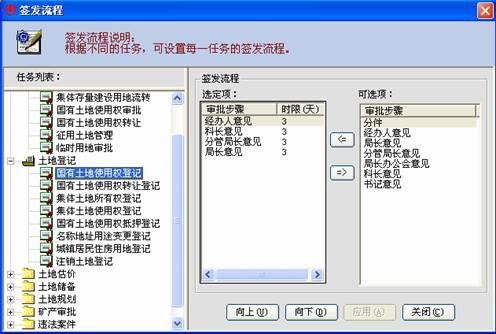 签发流程
签发流程说明:
根据不同的任务，可设置每一任务的签发流程。
任务列表：
集体存量建设用地流转
国有土地使用权审批
国有土地使用权转让
征用土地管理
临时用地审批
土地登记
国有土地使用权登记
国有土地使用权转让登记
集体土地所有权登记
集体土地使用权登记
国有土地使用权抵押登记
名称地址用途变更登记
城镇居民住房用地登记
注销土地登记
土地估价
土地储备
土地规划
矿产审批
违法案件
签发流程
选定项：
审批步骤 时限(天)
经办人意见 3
科长意见 3
分管局长意见 3
局长意见 3
<=
=>
可选项：
审批步骤
分件
经办人意见
局长意见
分管局长意见
局长办公会意见
科长意见
书记意见
向上(U)
向下(D)
应用(A)
关闭(C)